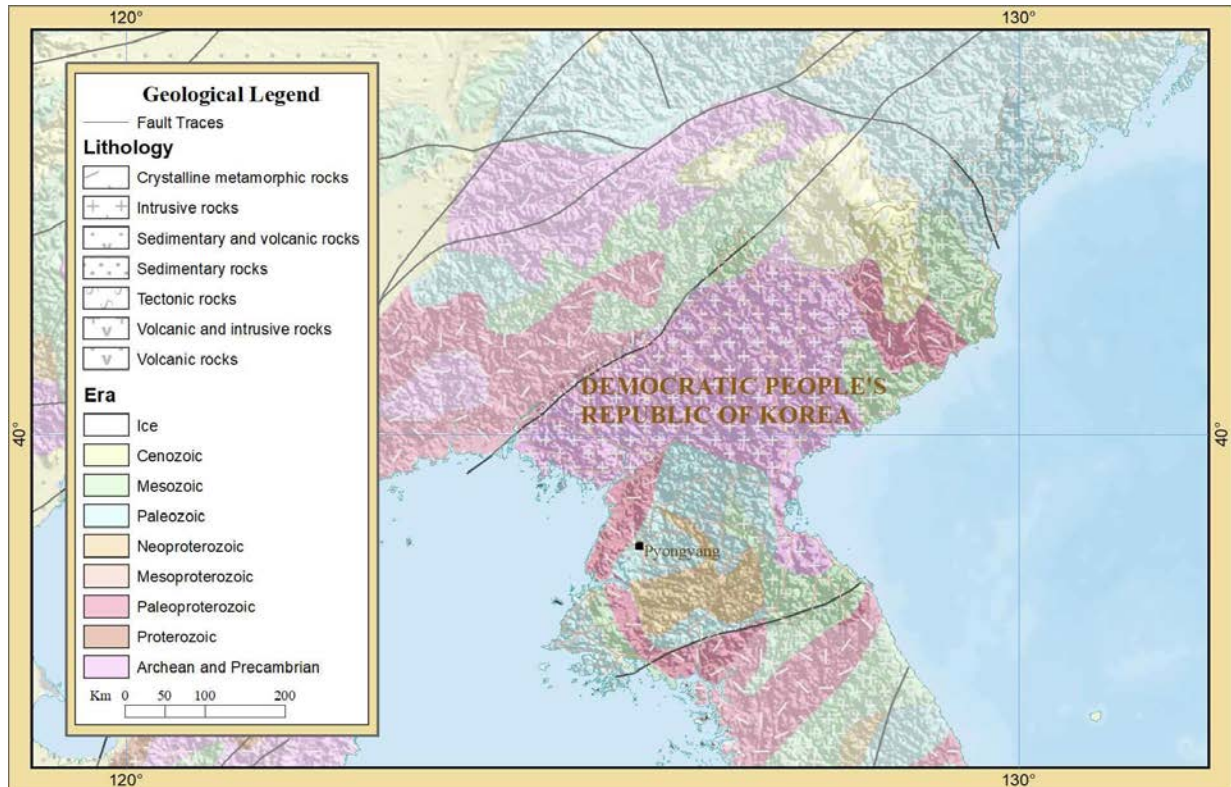 120°
130°
Geological Legend
Fault Traces
Lithology
Crystalline metamorphic rocks
Intrusive rocks
Sedimentary and volcanic rocks
Sedimentary rocks
Tectonic rocks
Volcanic and intrusive rocks
Volcanic rocks
Era
Ice
Cenozoic
Mesozoic
Paleozoic
Neoproterozoic
Mesoproterozoic
Paleoproterozoic
Proterozoic
Archean and Precambrian
Km 0 50 100 200
DEMOCRATIC PEOPLE'S
REPUBLIC OF KOREA
Pyongyang
40°
40°
120°
130°